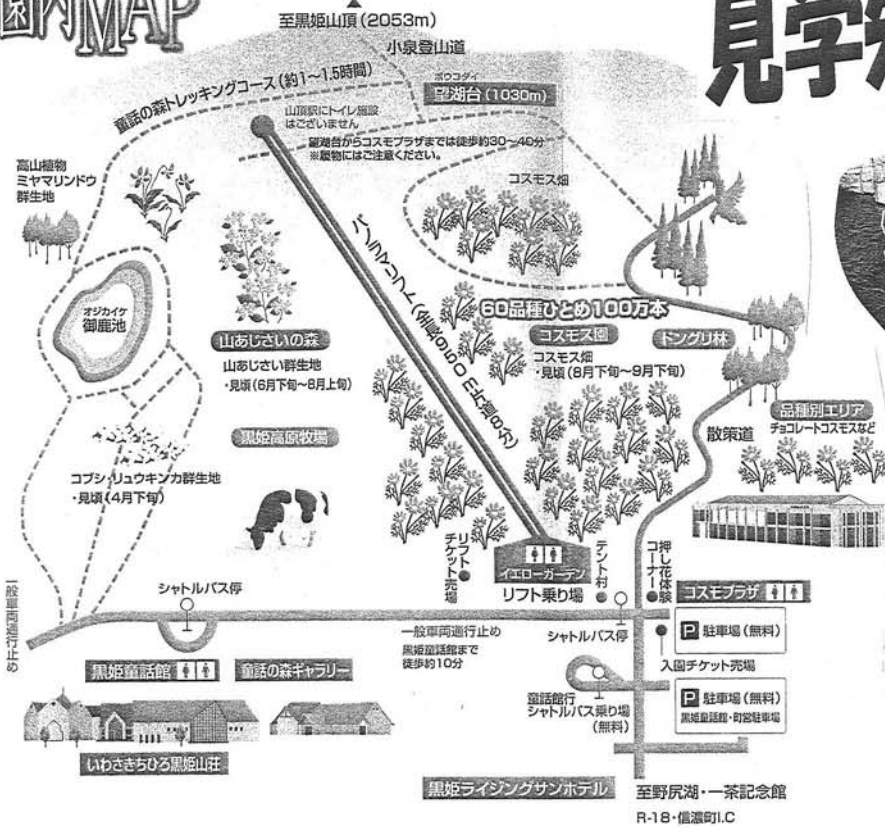 園内MAP
見学
至黒姫山頂(2053m)
小泉登山道
童話の森トレッキングコース(約1〜1.5時間)
ボウコダイ
望湖台(1030m)
山頂駅にトイレ施設
はございません
望湖台からコスモプラザまでは徒歩約30〜40分
※履物にはご注意ください。
高山植物
ミヤマリンドウ
群生地
コスモス畑
パノラマリフト(全長950m片道8分)
オジカイケ
御鹿池
60品種ひとめ100万本
山あじさいの森
山あじさい群生地
・見頃(6月下旬〜8月上旬)
コスモス園
コスモス畑
・見頃(8月下旬〜9月下旬)
ドングリ林
品種別エリア
チョコレートコスモスなど
散策道
黒姫高原牧場
コブシ・リュウキンカ群生地
・見頃(4月下旬)
リフト
チケット売場
イエローガーデン
リフト乗り場
テント村
押し花体験
コーナー
コスモプラザ
一般車両通行止め
シャトルバス停
一般車両通行止め
黒姫童話館まで
徒歩約10分
シャトルバス停
P 駐車場(無料)
入園チケット売場
黒姫童話館
童話の森ギャラリー
童話館行
シャトルバス乗り場
(無料)
P 駐車場(無料)
黒姫童話館・町営駐車場
いわさきちひろ黒姫山荘
黒姫ライジングサンホテル
至野尻湖・一茶記念館
R-18・信濃町I.C